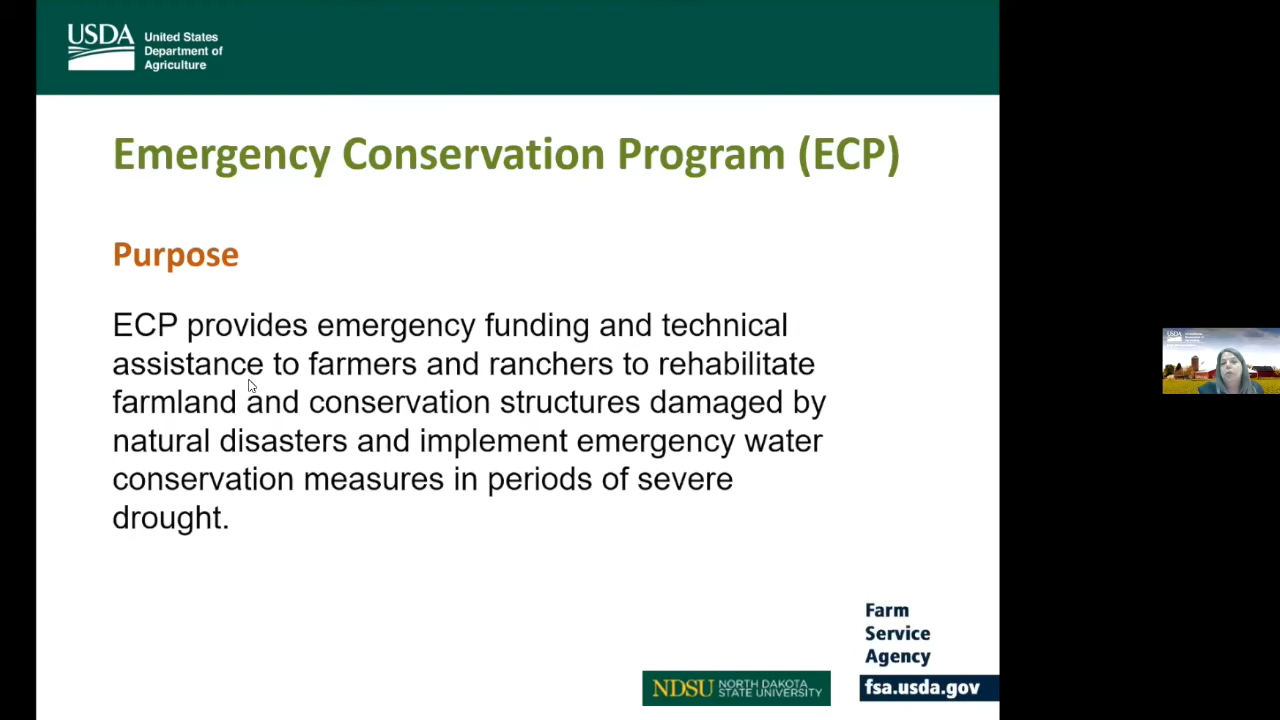 USDA
United States
Department of
Agriculture
Emergency Conservation Program (ECP)
Purpose
ECP provides emergency funding and technical
assistance to farmers and ranchers to rehabilitate
farmland and conservation structures damaged by
natural disasters and implement emergency water
conservation measures in periods of severe
drought.
Farm
Service
Agency
fsa.usda.gov
NDSU NORTH DAKOTA
STATE UNIVERSITY
USDA